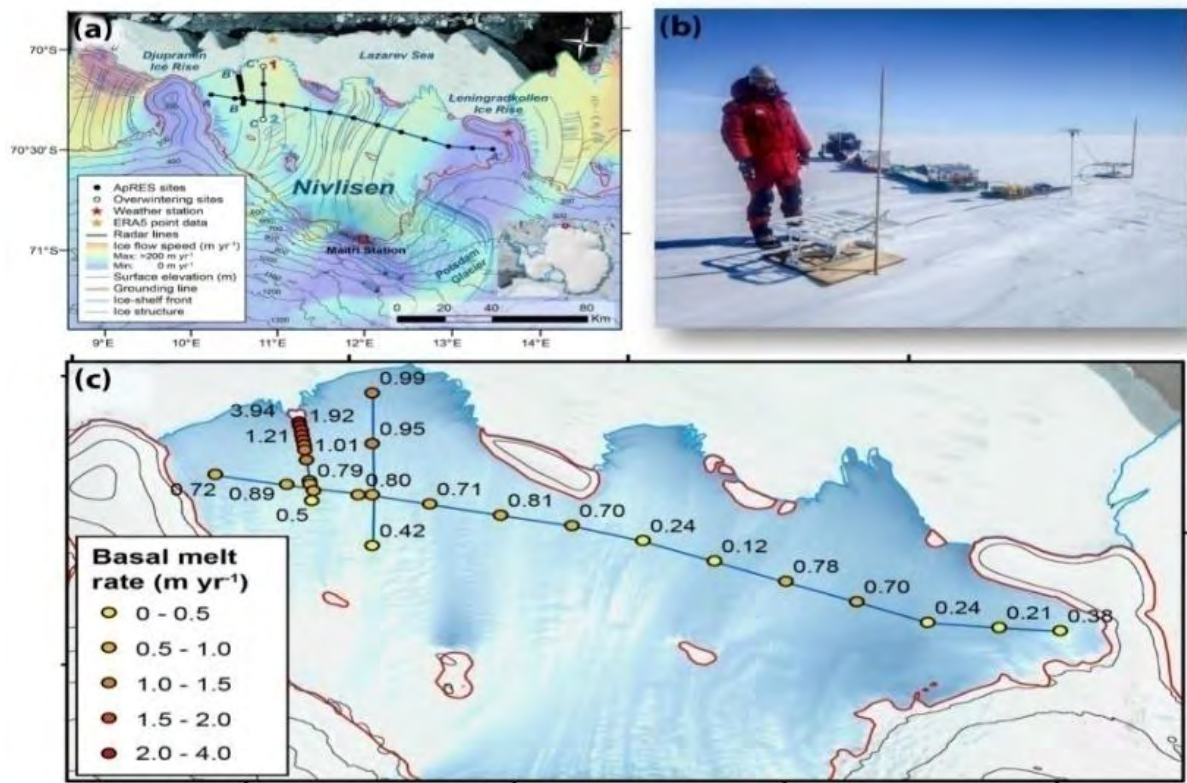 (a)
70°S
70°30'S
71°S
Djupranen
Ice Rise
Lazarev Sea
Leningradkollen
Ice Rise
B'
C'
1
A
B
2
C
A'
Nivlisen
Maitri Station
Potsdam
Glacier
ApRES sites
Overwintering sites
Weather station
ERA5 point data
Radar lines
Ice flow speed (m yr⁻¹)
Max: >200 m yr⁻¹
Min: 0 m yr⁻¹
Surface elevation (m)
Grounding line
Ice-shelf front
Ice structure
0 20 40 80
Km
9°E 10°E 11°E 12°E 13°E 14°E
(b)
(c)
0.99
3.94 1.92
1.21 1.01
0.95
0.79 0.80
0.72 0.89
0.71
0.81
0.70
0.5
0.42
0.24
0.12
0.78
0.70
0.24
0.21
0.38
Basal melt
rate (m yr⁻¹)
0 - 0.5
0.5 - 1.0
1.0 - 1.5
1.5 - 2.0
2.0 - 4.0